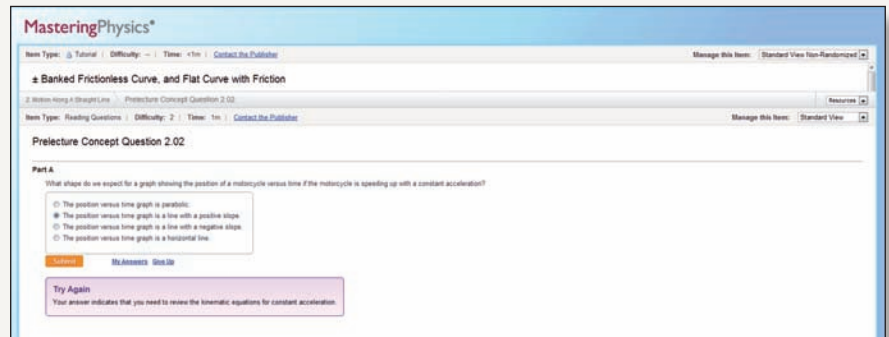 MasteringPhysics®
Item Type: Tutorial | Difficulty: -- | Time: <1m | Contact the Publisher Manage this Item: Standard View Non-Randomized
± Banked Frictionless Curve, and Flat Curve with Friction
2: Motion Along A Straight Line Prelecture Concept Question 2.02 Resources
Item Type: Reading Questions | Difficulty: 2 | Time: 1m | Contact the Publisher Manage this Item: Standard View
Prelecture Concept Question 2.02
Part A
What shape do we expect for a graph showing the position of a motorcycle versus time if the motorcycle is speeding up with a constant acceleration?
The position versus time graph is parabolic.
The position versus time graph is a line with a positive slope.
The position versus time graph is a line with a negative slope.
The position versus time graph is a horizontal line.
Submit My Answers Give Up
Try Again
Your answer indicates that you need to review the kinematic equations for constant acceleration.